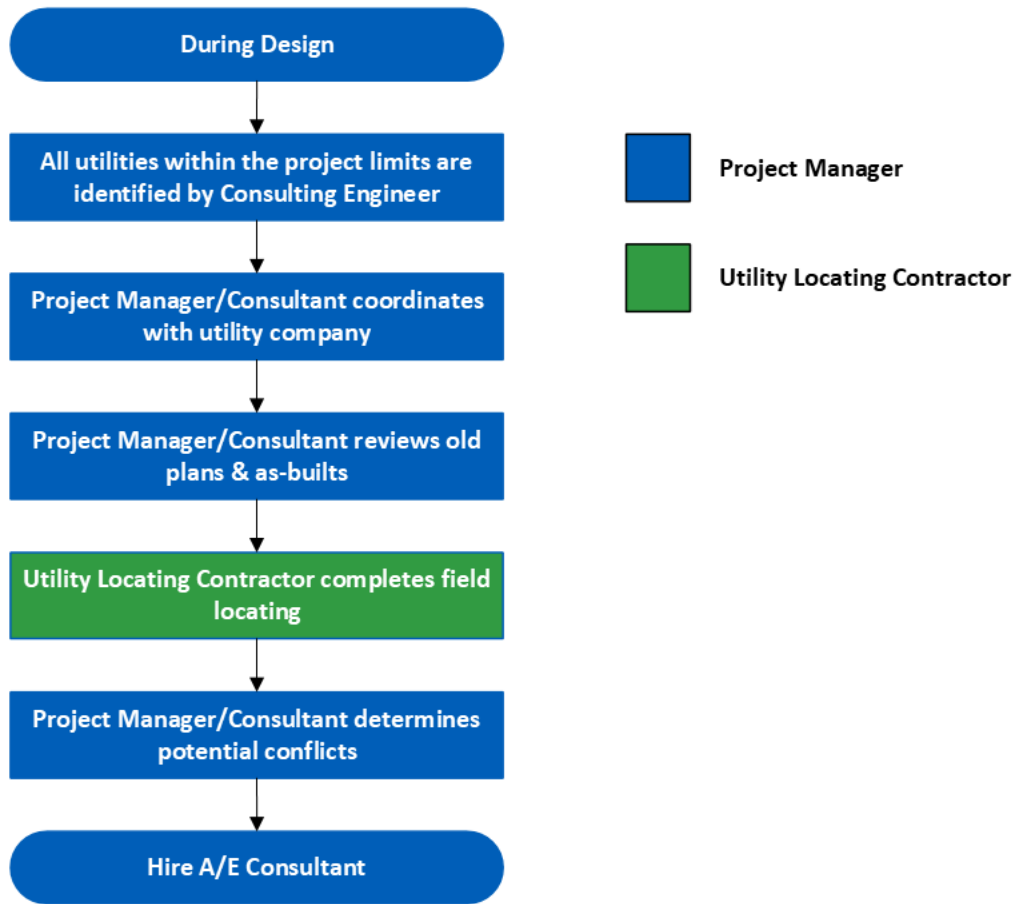 During Design
All utilities within the project limits are
identified by Consulting Engineer
Project Manager/Consultant coordinates
with utility company
Project Manager/Consultant reviews old
plans & as-builts
Utility Locating Contractor completes field
locating
Project Manager/Consultant determines
potential conflicts
Hire A/E Consultant
Project Manager
Utility Locating Contractor